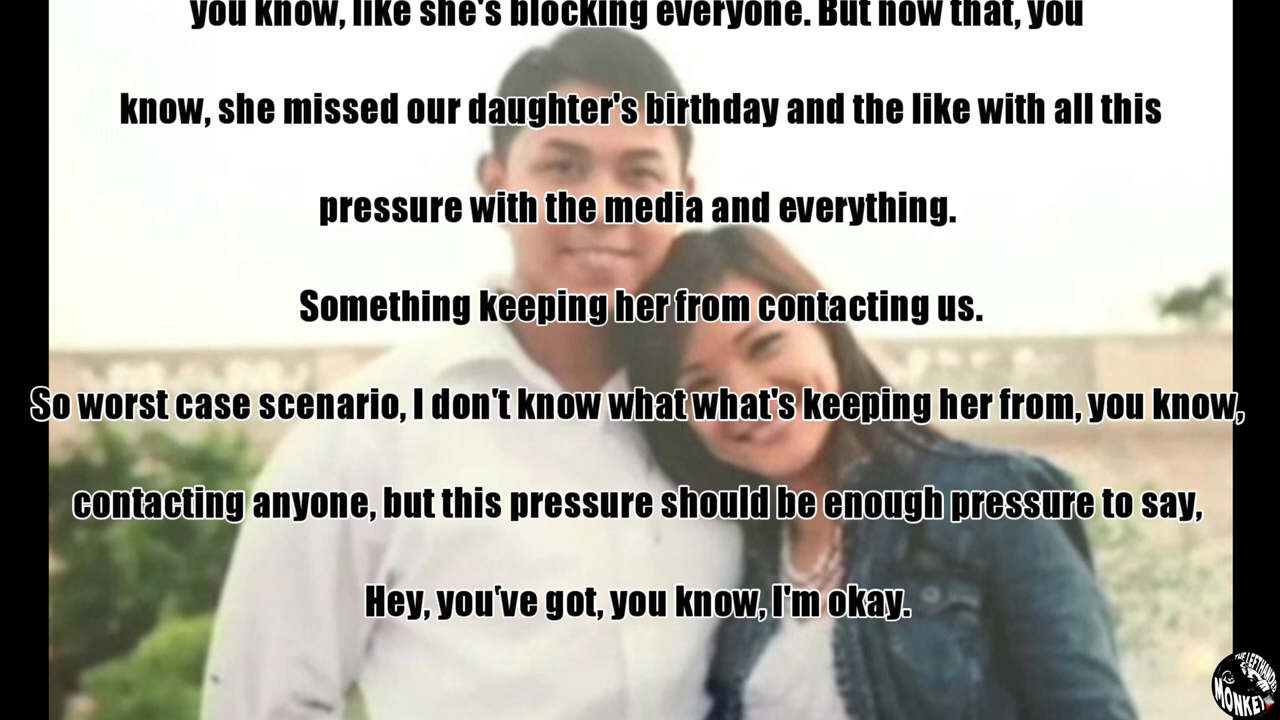 you know, like she's blocking everyone. But now that, you
know, she missed our daughter's birthday and the like with all this
pressure with the media and everything.
Something keeping her from contacting us.
So worst case scenario, I don't know what what's keeping her from, you know,
contacting anyone, but this pressure should be enough pressure to say,
Hey, you've got, you know, I'm okay.
MONKEY